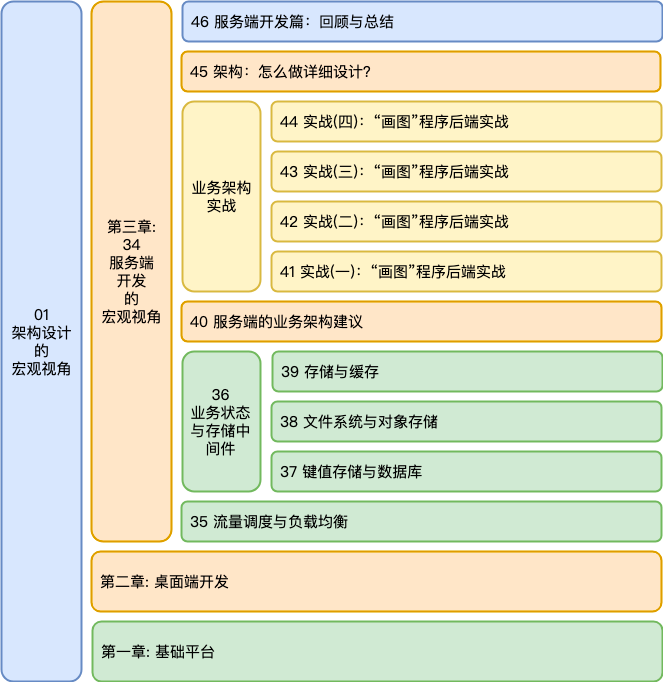 01
架构设计
的
宏观视角
第三章:
34
服务端
开发
的
宏观视角
46 服务端开发篇：回顾与总结
45 架构：怎么做详细设计?
业务架构
实战
44 实战(四)：“画图”程序后端实战
43 实战(三)：“画图”程序后端实战
42 实战(二)：“画图”程序后端实战
41 实战(一)：“画图”程序后端实战
40 服务端的业务架构建议
36
业务状态
与存储中
间件
39 存储与缓存
38 文件系统与对象存储
37 键值存储与数据库
35 流量调度与负载均衡
第二章: 桌面端开发
第一章: 基础平台